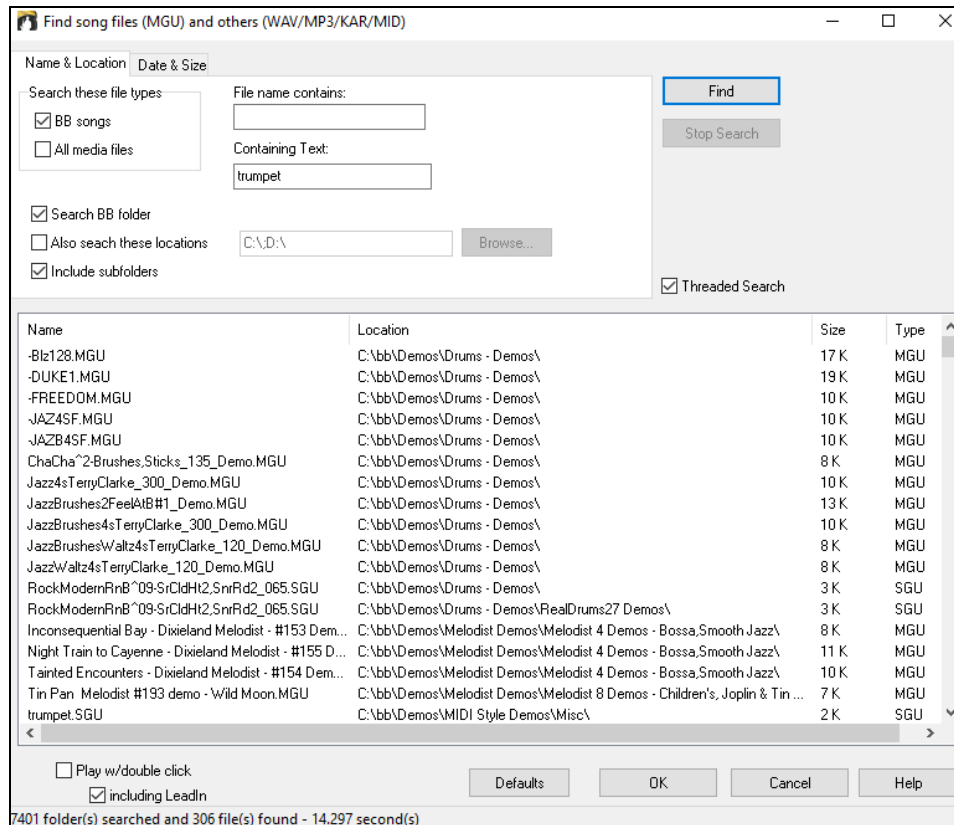 Find song files (MGU) and others (WAV/MP3/KAR/MID)
Name & Location Date & Size
Search these file types
BB songs
All media files
File name contains:
Containing Text:
trumpet
Find
Stop Search
Search BB folder
Also seach these locations C:\;D:\ Browse...
Include subfolders
Threaded Search
Name Location Size Type
-Blz128.MGU C:\bb\Demos\Drums - Demos\ 17 K MGU
-DUKE1.MGU C:\bb\Demos\Drums - Demos\ 19 K MGU
-FREEDOM.MGU C:\bb\Demos\Drums - Demos\ 10 K MGU
-JAZ4SF.MGU C:\bb\Demos\Drums - Demos\ 10 K MGU
-JAZB4SF.MGU C:\bb\Demos\Drums - Demos\ 10 K MGU
ChaCha^2-Brushes,Sticks_135_Demo.MGU C:\bb\Demos\Drums - Demos\ 8 K MGU
Jazz4sTerryClarke_300_Demo.MGU C:\bb\Demos\Drums - Demos\ 10 K MGU
JazzBrushes2FeelAtB#1_Demo.MGU C:\bb\Demos\Drums - Demos\ 13 K MGU
JazzBrushes4sTerryClarke_300_Demo.MGU C:\bb\Demos\Drums - Demos\ 10 K MGU
JazzBrushesWaltz4sTerryClarke_120_Demo.MGU C:\bb\Demos\Drums - Demos\ 8 K MGU
JazzWaltz4sTerryClarke_120_Demo.MGU C:\bb\Demos\Drums - Demos\ 8 K MGU
RockModernRnB^09-SrCldHt2,SnrRd2_065.SGU C:\bb\Demos\Drums - Demos\ 3 K SGU
RockModernRnB^09-SrCldHt2,SnrRd2_065.SGU C:\bb\Demos\Drums - Demos\RealDrums27 Demos\ 3 K SGU
Inconsequential Bay - Dixieland Melodist - #153 Dem... C:\bb\Demos\Melodist Demos\Melodist 4 Demos - Bossa,Smooth Jazz\ 8 K MGU
Night Train to Cayenne - Dixieland Melodist - #155 D... C:\bb\Demos\Melodist Demos\Melodist 4 Demos - Bossa,Smooth Jazz\ 11 K MGU
Tainted Encounters - Dixieland Melodist - #154 Dem... C:\bb\Demos\Melodist Demos\Melodist 4 Demos - Bossa,Smooth Jazz\ 10 K MGU
Tin Pan Melodist #193 demo - Wild Moon.MGU C:\bb\Demos\Melodist Demos\Melodist 8 Demos - Children's, Joplin & Tin ... 7 K MGU
trumpet.SGU C:\bb\Demos\MIDI Style Demos\Misc\ 2 K SGU
Play w/double click
including LeadIn
Defaults OK Cancel Help
7401 folder(s) searched and 306 file(s) found - 14.297 second(s)